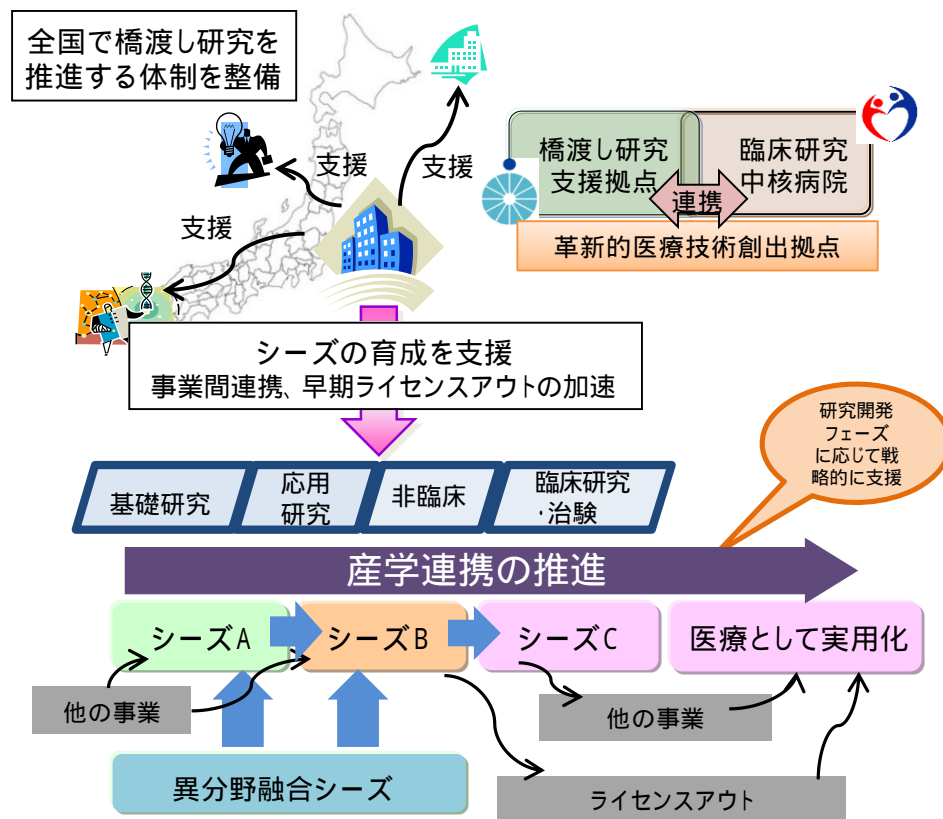 全国で橋渡し研究を
推進する体制を整備
支援
支援
支援
橋渡し研究
支援拠点
連携
臨床研究
中核病院
革新的医療技術創出拠点
シーズの育成を支援
事業間連携、早期ライセンスアウトの加速
研究開発
フェーズ
に応じて戦
略的に支援
基礎研究
応用
研究
非臨床
臨床研究
・治験
産学連携の推進
シーズA
シーズB
シーズC
医療として実用化
他の事業
他の事業
異分野融合シーズ
ライセンスアウト